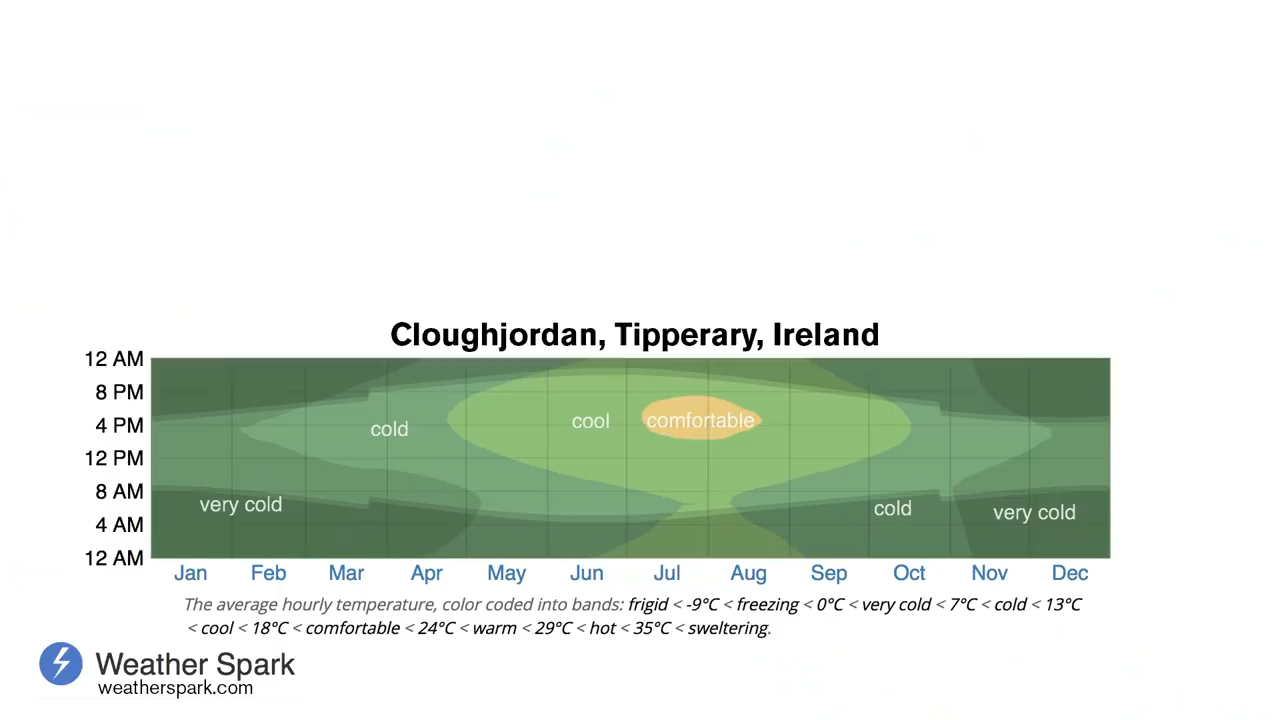 Cloughjordan, Tipperary, Ireland
12 AM
8 PM
4 PM
12 PM
8 AM
4 AM
12 AM
cold
cool
comfortable
very cold
cold
very cold
Jan Feb Mar Apr May Jun Jul Aug Sep Oct Nov Dec
The average hourly temperature, color coded into bands: frigid < -9°C < freezing < 0°C < very cold < 7°C < cold < 13°C
< cool < 18°C < comfortable < 24°C < warm < 29°C < hot < 35°C < sweltering.
Weather Spark
weatherspark.com